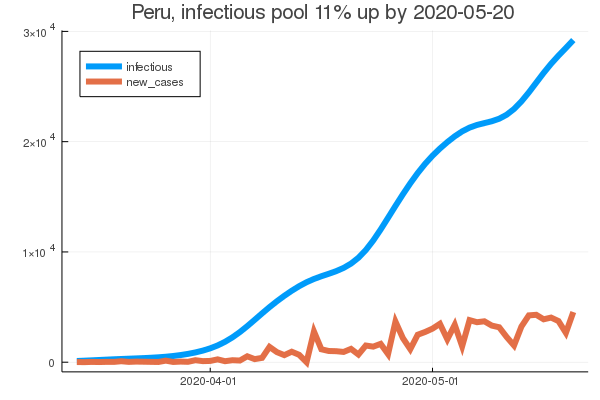 Peru, infectious pool 11% up by 2020-05-20
3×10⁴
infectious
new_cases
2×10⁴
1×10⁴
0
2020-04-01
2020-05-01